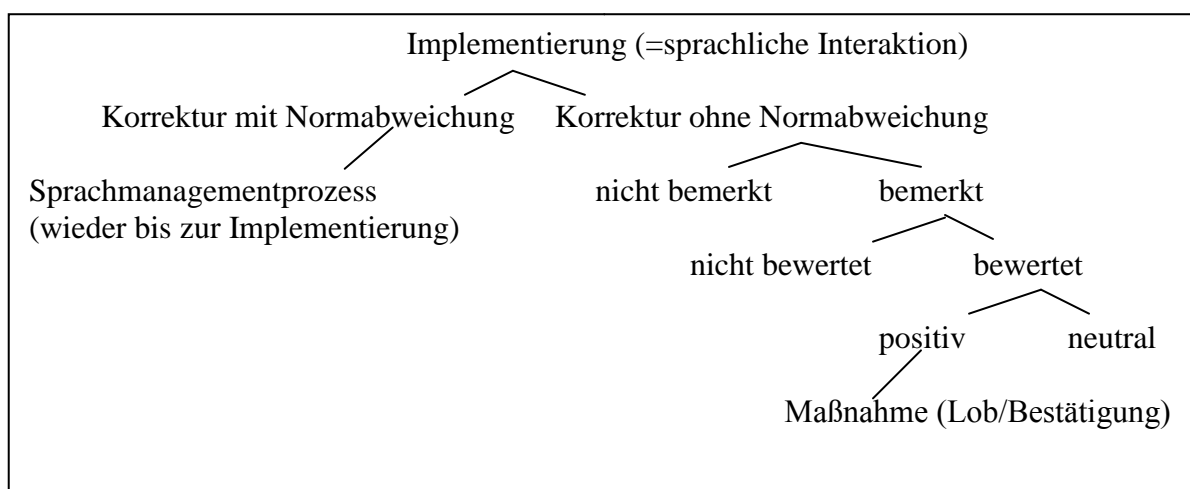 Implementierung (=sprachliche Interaktion)
Korrektur mit Normabweichung Korrektur ohne Normabweichung
Sprachmanagementprozess nicht bemerkt bemerkt
(wieder bis zur Implementierung)
nicht bewertet bewertet
positiv neutral
Maßnahme (Lob/Bestätigung)